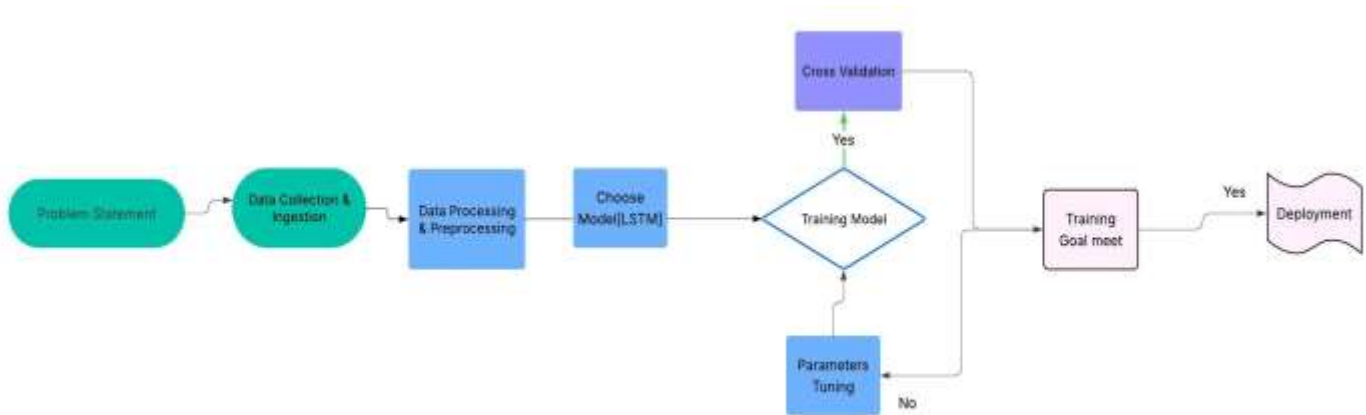 Problem Statement
Data Collection &
Ingestion
Data Processing
& Preprocessing
Choose
Model[LSTM]
Training Model
Yes
Cross Validation
Parameters
Tuning
No
Training
Goal meet
Yes
Deployment